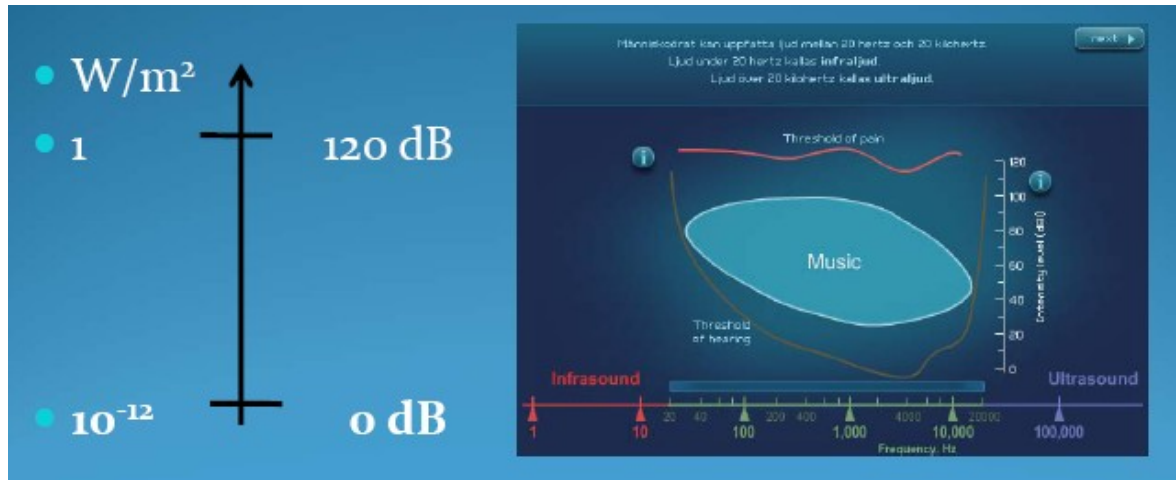 W/m²
1
120 dB
10⁻¹²
0 dB
Människoörat kan uppfatta ljud mellan 20 hertz och 20 kilohertz.
Ljud under 20 hertz kallas infraljud.
Ljud över 20 kilohertz kallas ultraljud.
next
Threshold of pain
i
i
120
100
80
60
40
20
0
Intensity level (dB)
Music
Threshold
of hearing
Infrasound
Ultrasound
20 40 200 400 4000 20000
1 10 100 1,000 10,000 100,000
Frequency, Hz